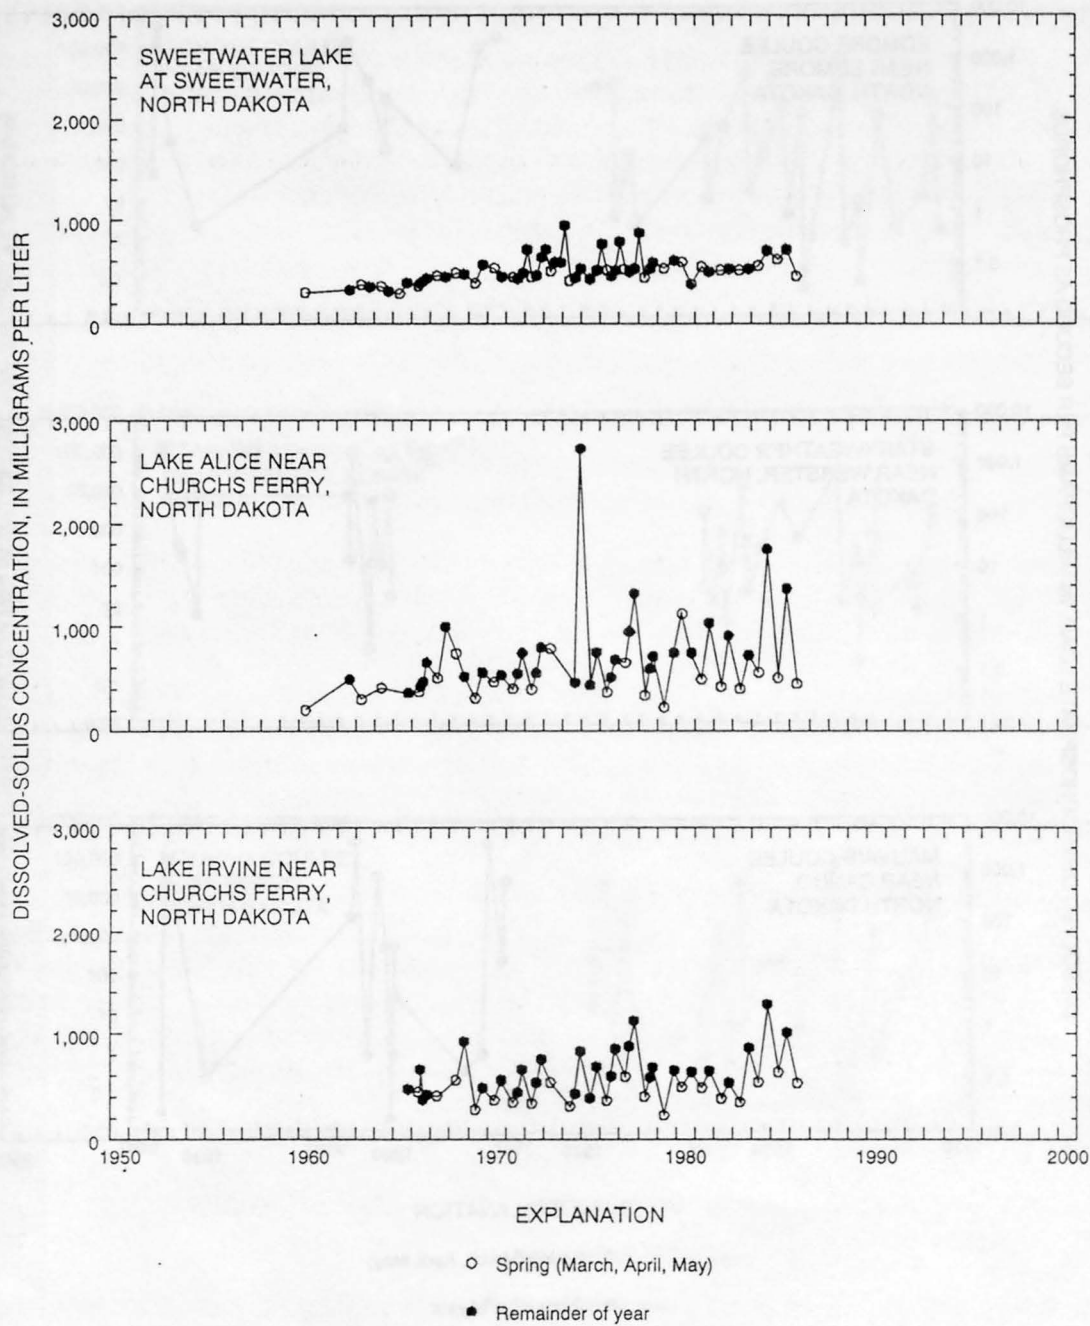 DISSOLVED-SOLIDS CONCENTRATION, IN MILLIGRAMS PER LITER
3,000
SWEETWATER LAKE
AT SWEETWATER,
NORTH DAKOTA
2,000
1,000
0
3,000
LAKE ALICE NEAR
CHURCHS FERRY,
NORTH DAKOTA
2,000
1,000
0
3,000
LAKE IRVINE NEAR
CHURCHS FERRY,
NORTH DAKOTA
2,000
1,000
0
1950 1960 1970 1980 1990 2000
EXPLANATION
Spring (March, April, May)
Remainder of year